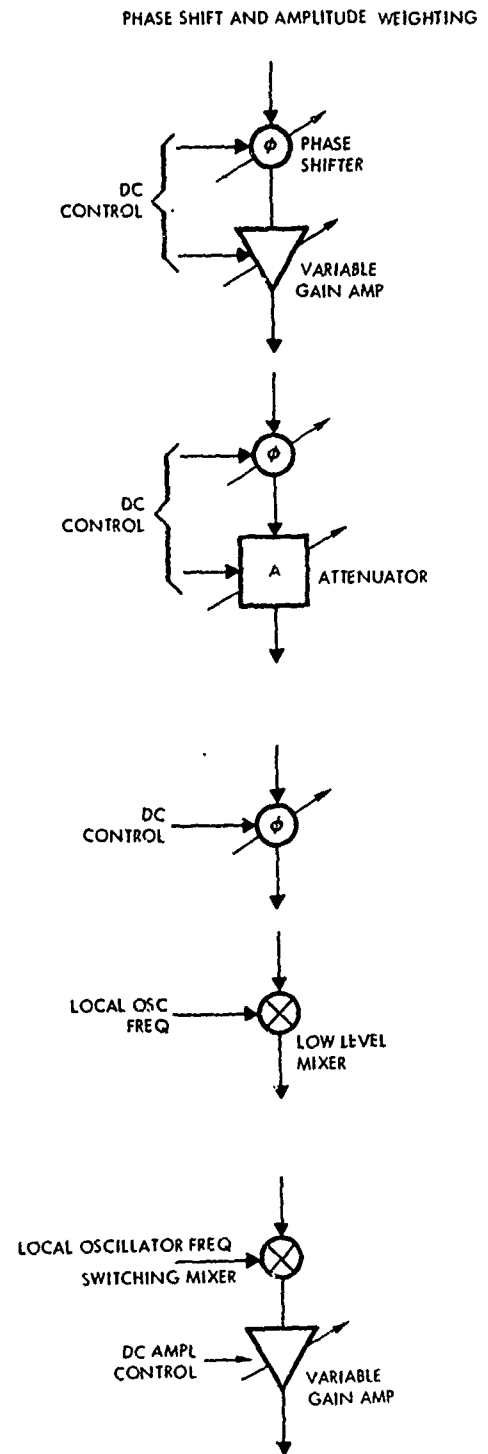 PHASE SHIFT AND AMPLITUDE WEIGHTING
ϕ
PHASE
SHIFTER
DC
CONTROL
VARIABLE
GAIN AMP
ϕ
DC
CONTROL
A
ATTENUATOR
DC
CONTROL
ϕ
LOCAL OSC
FREQ
LOW LEVEL
MIXER
LOCAL OSCILLATOR FREQ
SWITCHING MIXER
DC AMPL
CONTROL
VARIABLE
GAIN AMP